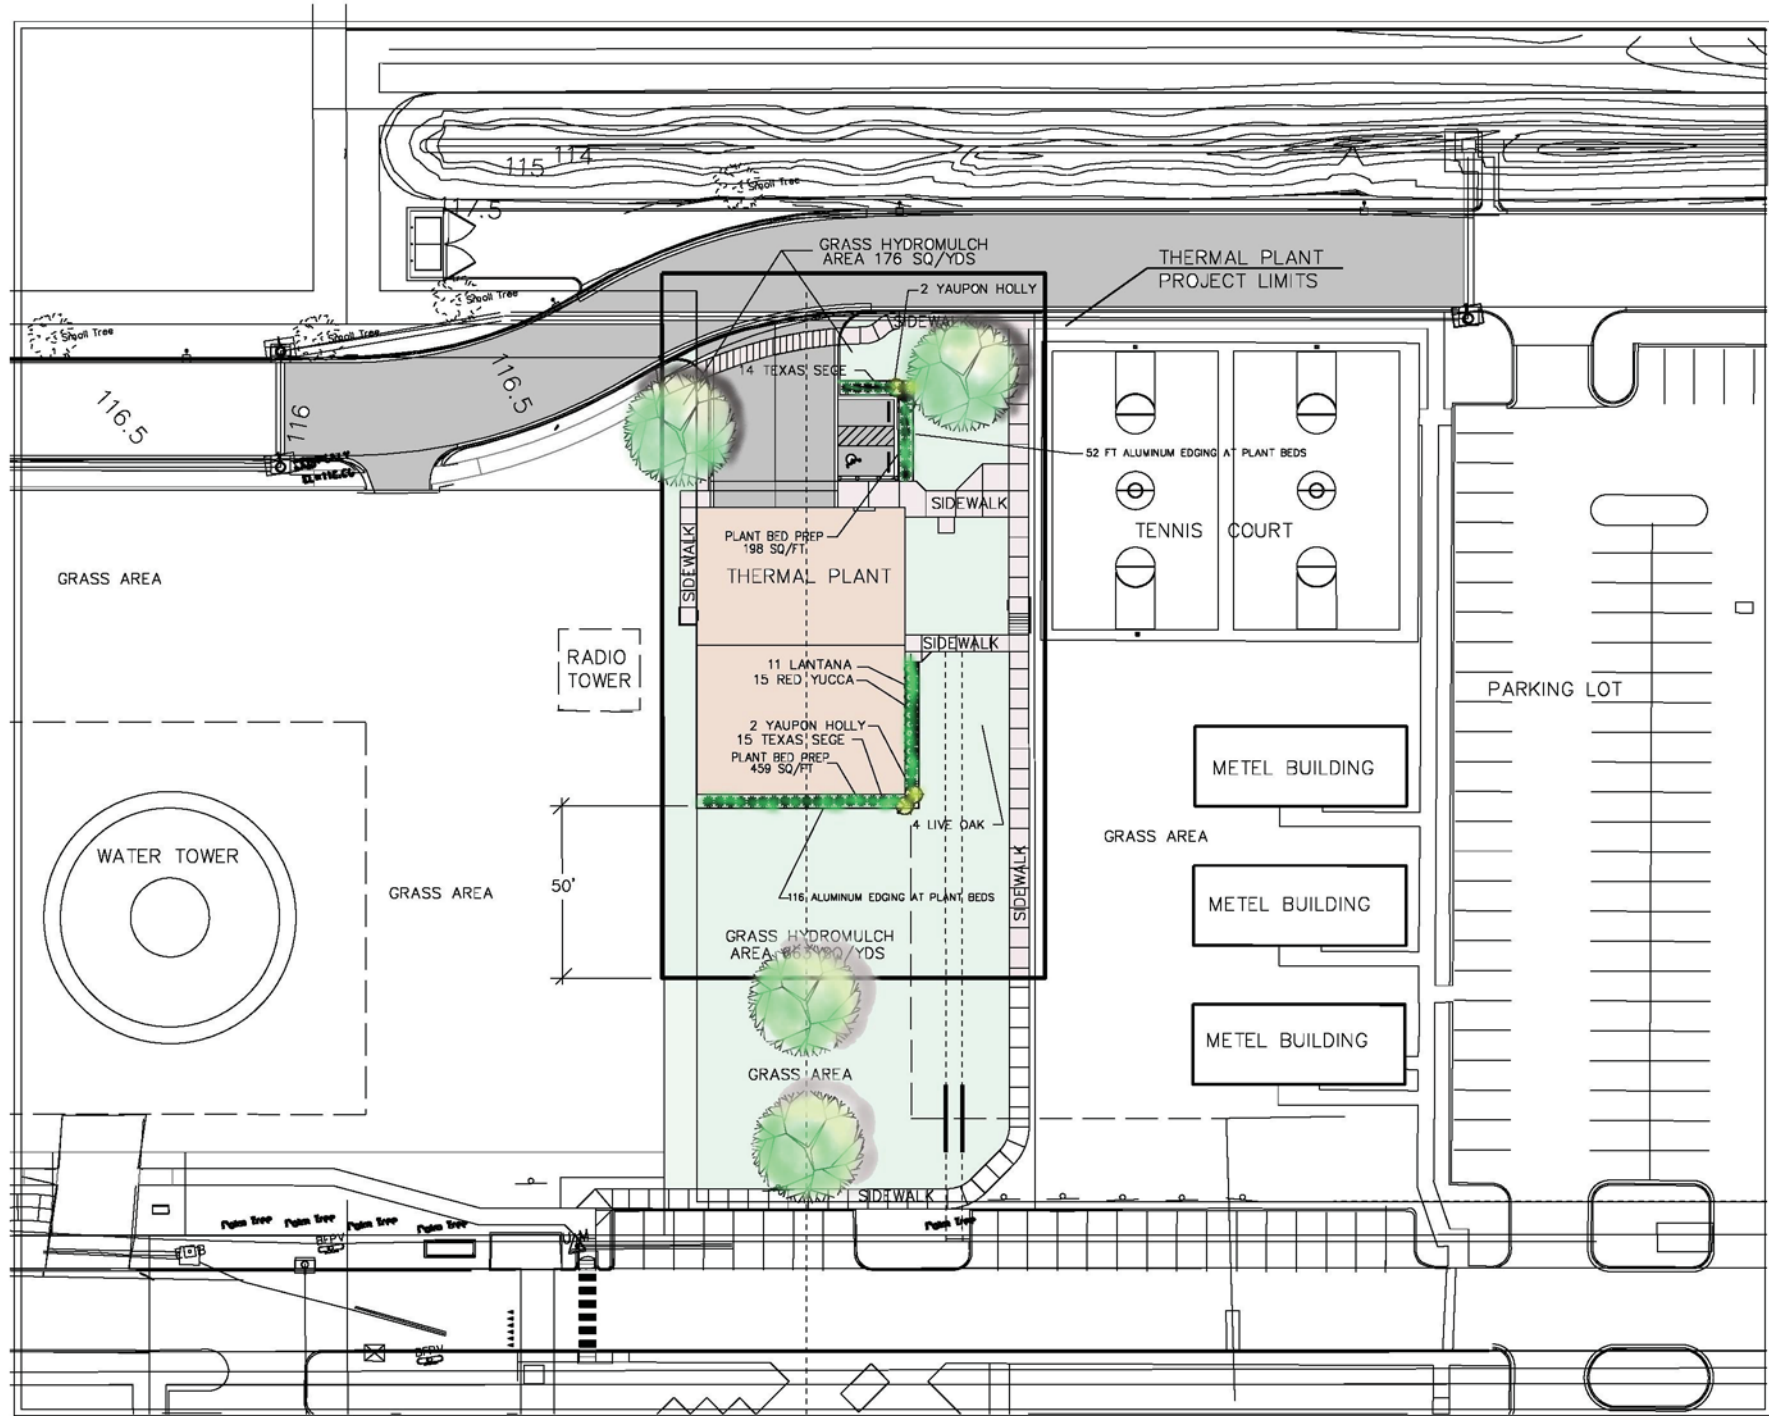 115
114
Small Tree
117.5
GRASS HYDROMULCH
AREA 176 SQ/YDS
THERMAL PLANT
PROJECT LIMITS
2 YAUPON HOLLY
Small Tree
SIDEWALK
Small Tree
Small Tree
14 TEXAS SEGE
116.5
116.5
116
52 FT ALUMINUM EDGING AT PLANT BEDS
SIDEWALK
TENNIS COURT
PLANT BED PREP
198 SQ/FT
SIDEWALK
THERMAL PLANT
GRASS AREA
SIDEWALK
RADIO
TOWER
11 LANTANA
15 RED YUCCA
PARKING LOT
2 YAUPON HOLLY
15 TEXAS SEGE
PLANT BED PREP
459 SQ/FT
METEL BUILDING
4 LIVE OAK
GRASS AREA
WATER TOWER
GRASS AREA
50'
116 ALUMINUM EDGING AT PLANT BEDS
SIDEWALK
METEL BUILDING
GRASS HYDROMULCH
AREA SQ/YDS
METEL BUILDING
GRASS AREA
SIDEWALK
Palm Tree
Palm Tree
Palm Tree
Palm Tree
Palm Tree
BFPV
BFPV